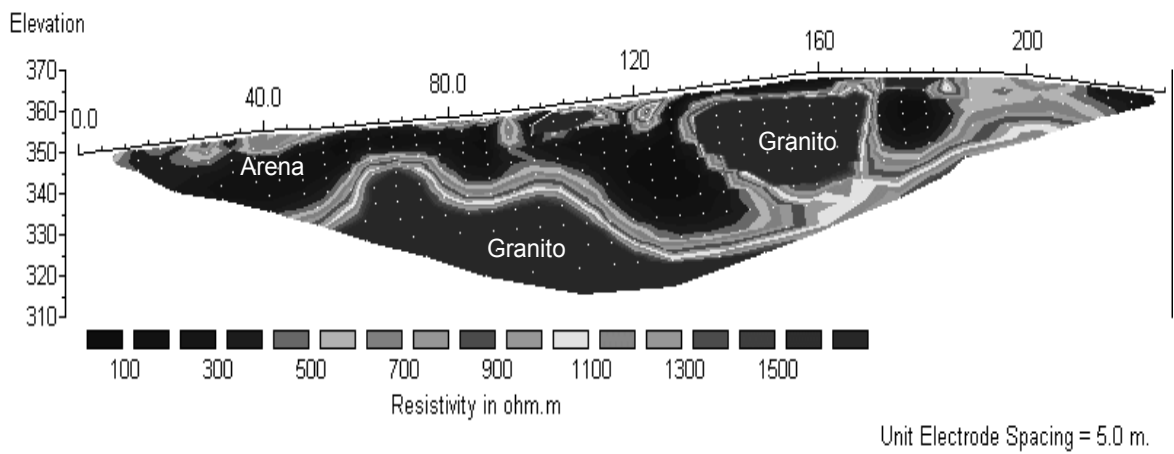 Elevation
370
360
350
340
330
320
310
0.0
40.0
80.0
120
160
200
Arena
Granito
Granito
100 300 500 700 900 1100 1300 1500
Resistivity in ohm.m
Unit Electrode Spacing = 5.0 m.